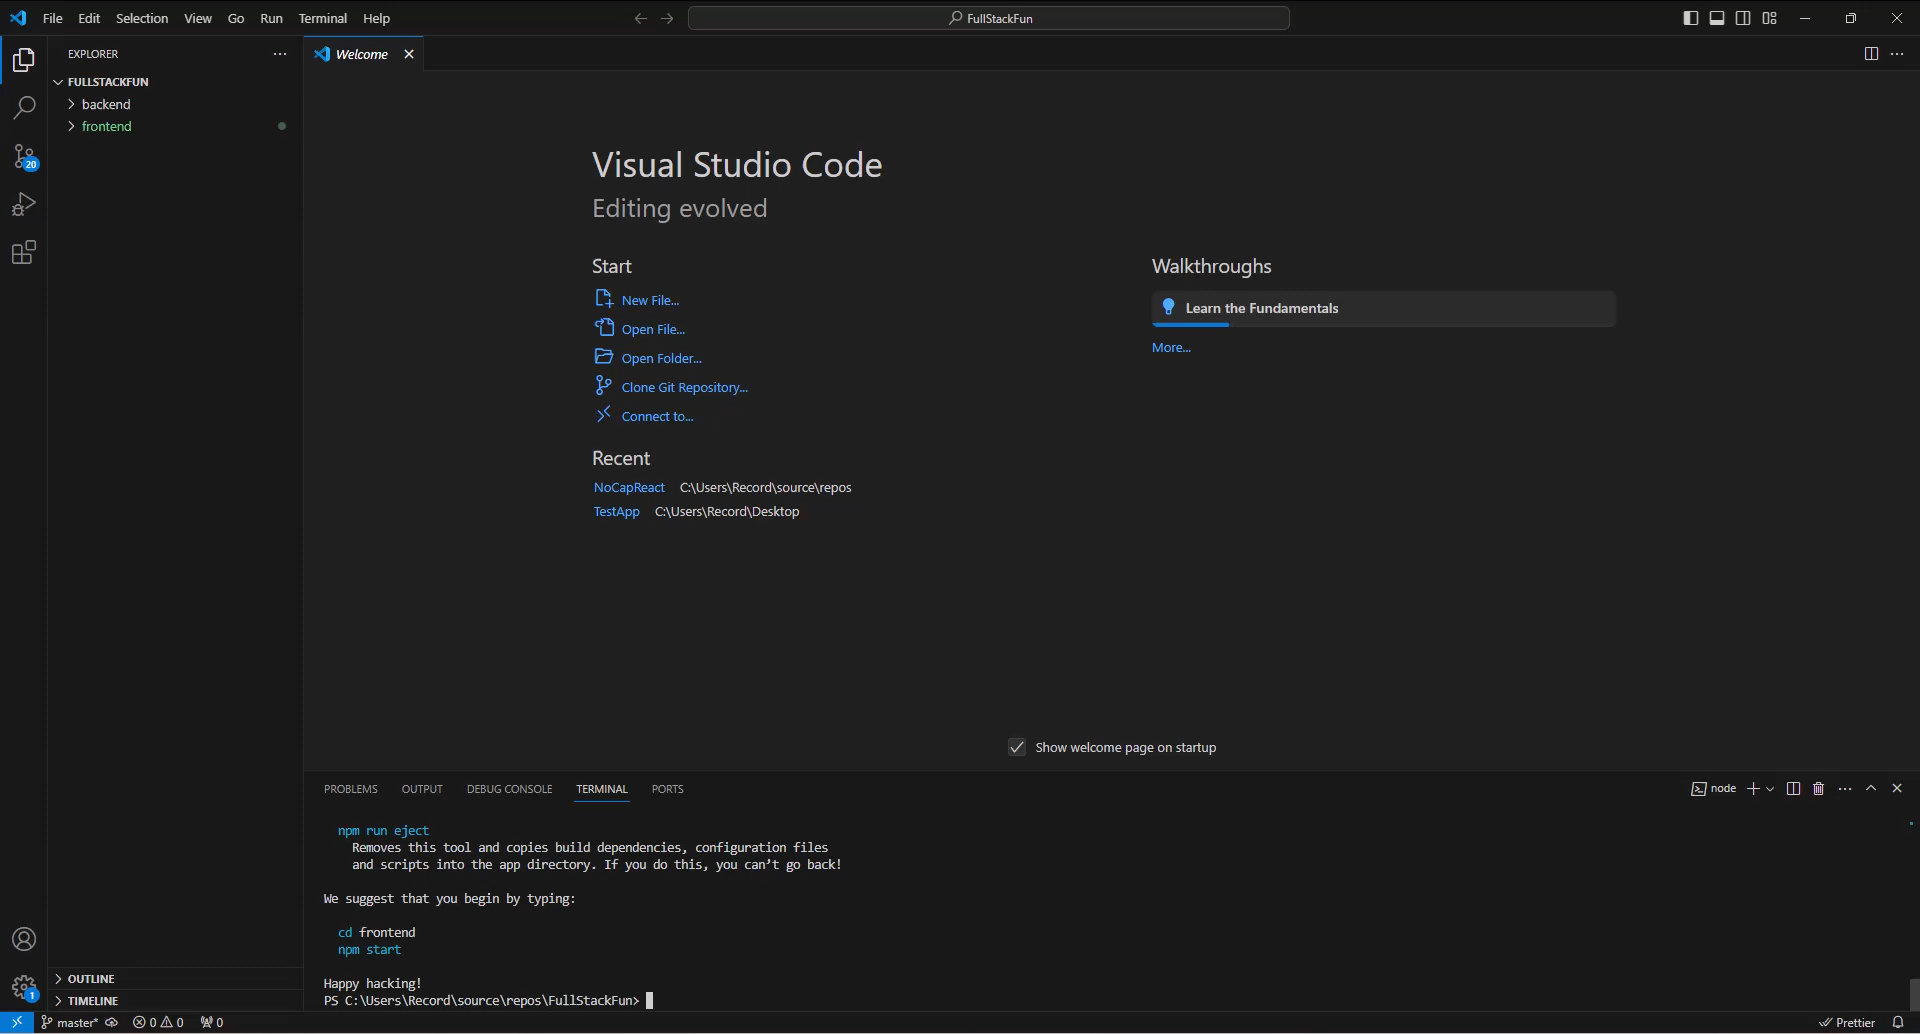 File Edit Selection View Go Run Terminal Help
FullStackFun
EXPLORER
Welcome
FULLSTACKFUN
backend
frontend
20
Visual Studio Code
Editing evolved
Start
New File...
Open File...
Open Folder...
Clone Git Repository...
Connect to...
Walkthroughs
Learn the Fundamentals
More...
Recent
NoCapReact C:\Users\Record\source\repos
TestApp C:\Users\Record\Desktop
Show welcome page on startup
PROBLEMS OUTPUT DEBUG CONSOLE TERMINAL PORTS
node
npm run eject
Removes this tool and copies build dependencies, configuration files
and scripts into the app directory. If you do this, you can’t go back!
We suggest that you begin by typing:
cd frontend
npm start
Happy hacking!
PS C:\Users\Record\source\repos\FullStackFun>
OUTLINE
1
TIMELINE
master* 0 0 0
Prettier